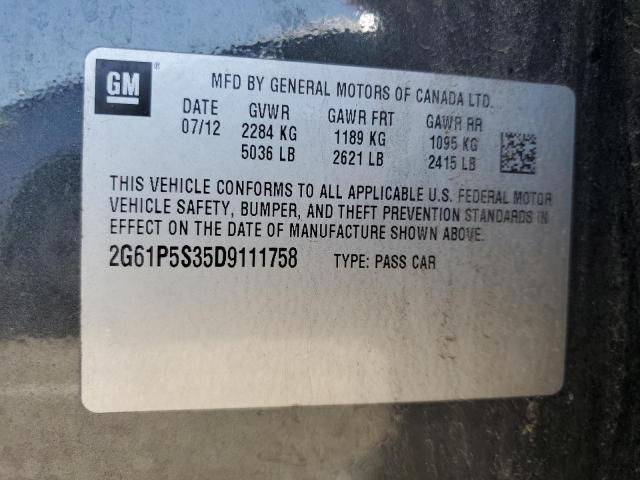 GM® MFD BY GENERAL MOTORS OF CANADA LTD.
DATE GVWR GAWR FRT GAWR RR
07/12 2284 KG 1189 KG 1095 KG
5036 LB 2621 LB 2415 LB
THIS VEHICLE CONFORMS TO ALL APPLICABLE U.S. FEDERAL MOTOR
VEHICLE SAFETY, BUMPER, AND THEFT PREVENTION STANDARDS IN
EFFECT ON THE DATE OF MANUFACTURE SHOWN ABOVE.
2G61P5S35D9111758 TYPE: PASS CAR